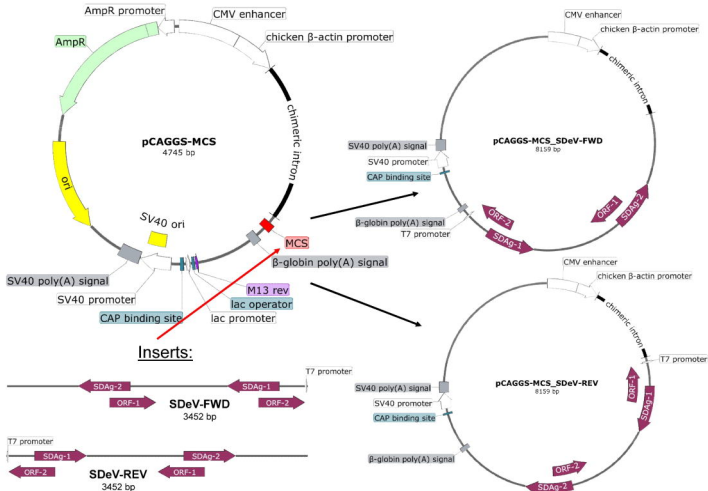 AmpR promoter
CMV enhancer
AmpR
chicken β-actin promoter
pCAGGS-MCS
4745 bp
chimeric intron
ori
SV40 ori
MCS
SV40 poly(A) signal
β-globin poly(A) signal
SV40 promoter
M13 rev
CAP binding site
lac operator
lac promoter
Inserts:
T7 promoter
SDAg-2
SDAg-1
ORF-1
SDeV-FWD
ORF-2
3452 bp
T7 promoter
SDAg-1
SDAg-2
ORF-2
SDeV-REV
ORF-1
3452 bp
CMV enhancer
chicken β-actin promoter
chimeric intron
pCAGGS-MCS_SDeV-FWD
8159 bp
SV40 poly(A) signal
SV40 promoter
CAP binding site
β-globin poly(A) signal
T7 promoter
ORF-2
SDAg-1
ORF-1
SDAg-2
CMV enhancer
chicken β-actin promoter
chimeric intron
T7 promoter
pCAGGS-MCS_SDeV-REV
8159 bp
SV40 poly(A) signal
SV40 promoter
CAP binding site
ORF-1
SDAg-1
β-globin poly(A) signal
ORF-2
SDAg-2